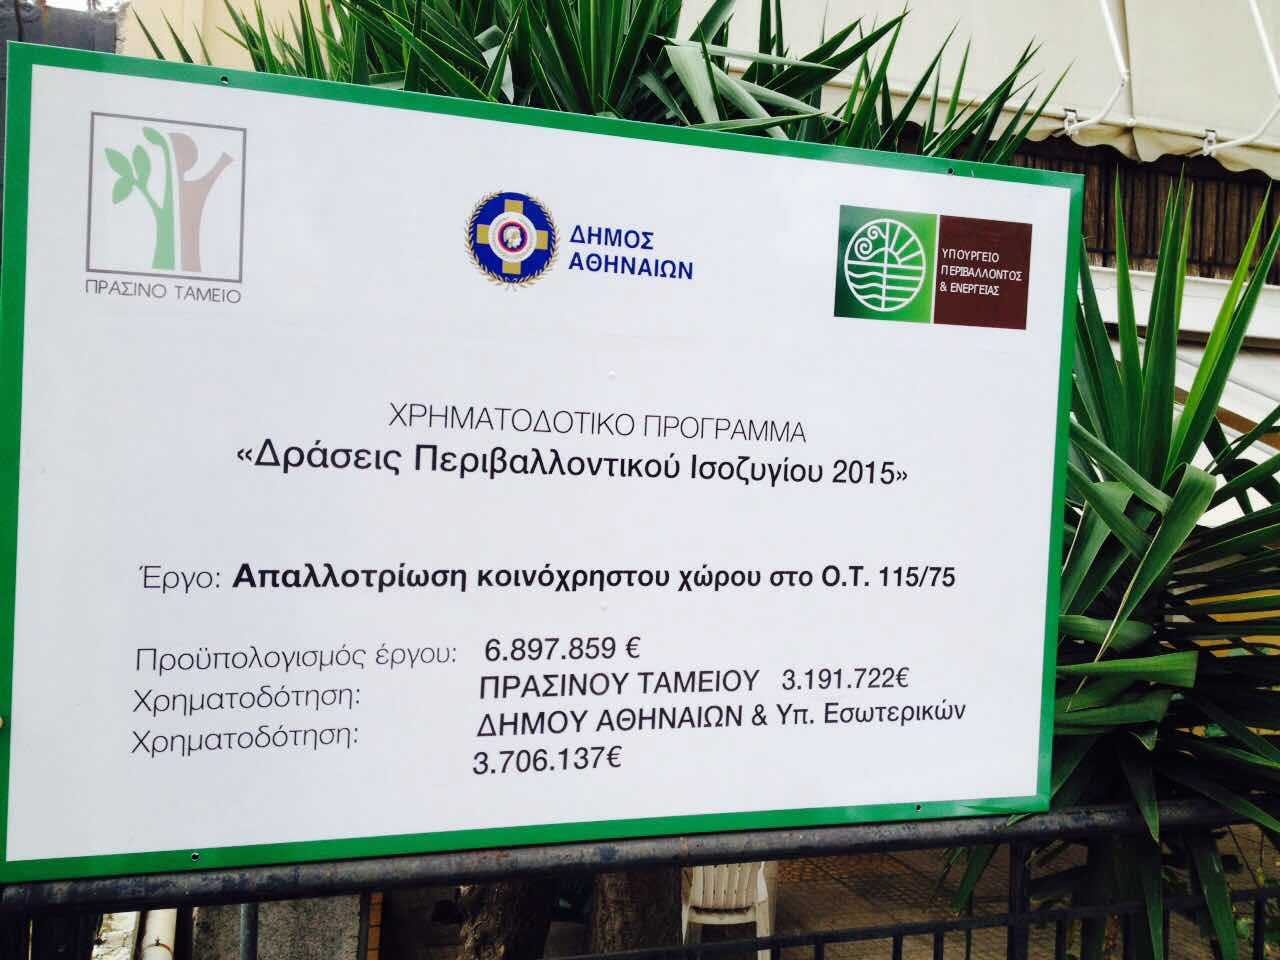 ΠΡΑΣΙΝΟ ΤΑΜΕΙΟ
ΔΗΜΟΣ
ΑΘΗΝΑΙΩΝ
ΥΠΟΥΡΓΕΙΟ
ΠΕΡΙΒΑΛΛΟΝΤΟΣ
& ΕΝΕΡΓΕΙΑΣ
ΧΡΗΜΑΤΟΔΟΤΙΚΟ ΠΡΟΓΡΑΜΜΑ
«Δράσεις Περιβαλλοντικού Ισοζυγίου 2015»
Έργο: Απαλλοτρίωση κοινόχρηστου χώρου στο Ο.Τ. 115/75
Προϋπολογισμός έργου: 6.897.859 €
Χρηματοδότηση: ΠΡΑΣΙΝΟΥ ΤΑΜΕΙΟΥ 3.191.722€
Χρηματοδότηση: ΔΗΜΟΥ ΑΘΗΝΑΙΩΝ & Υπ. Εσωτερικών
3.706.137€